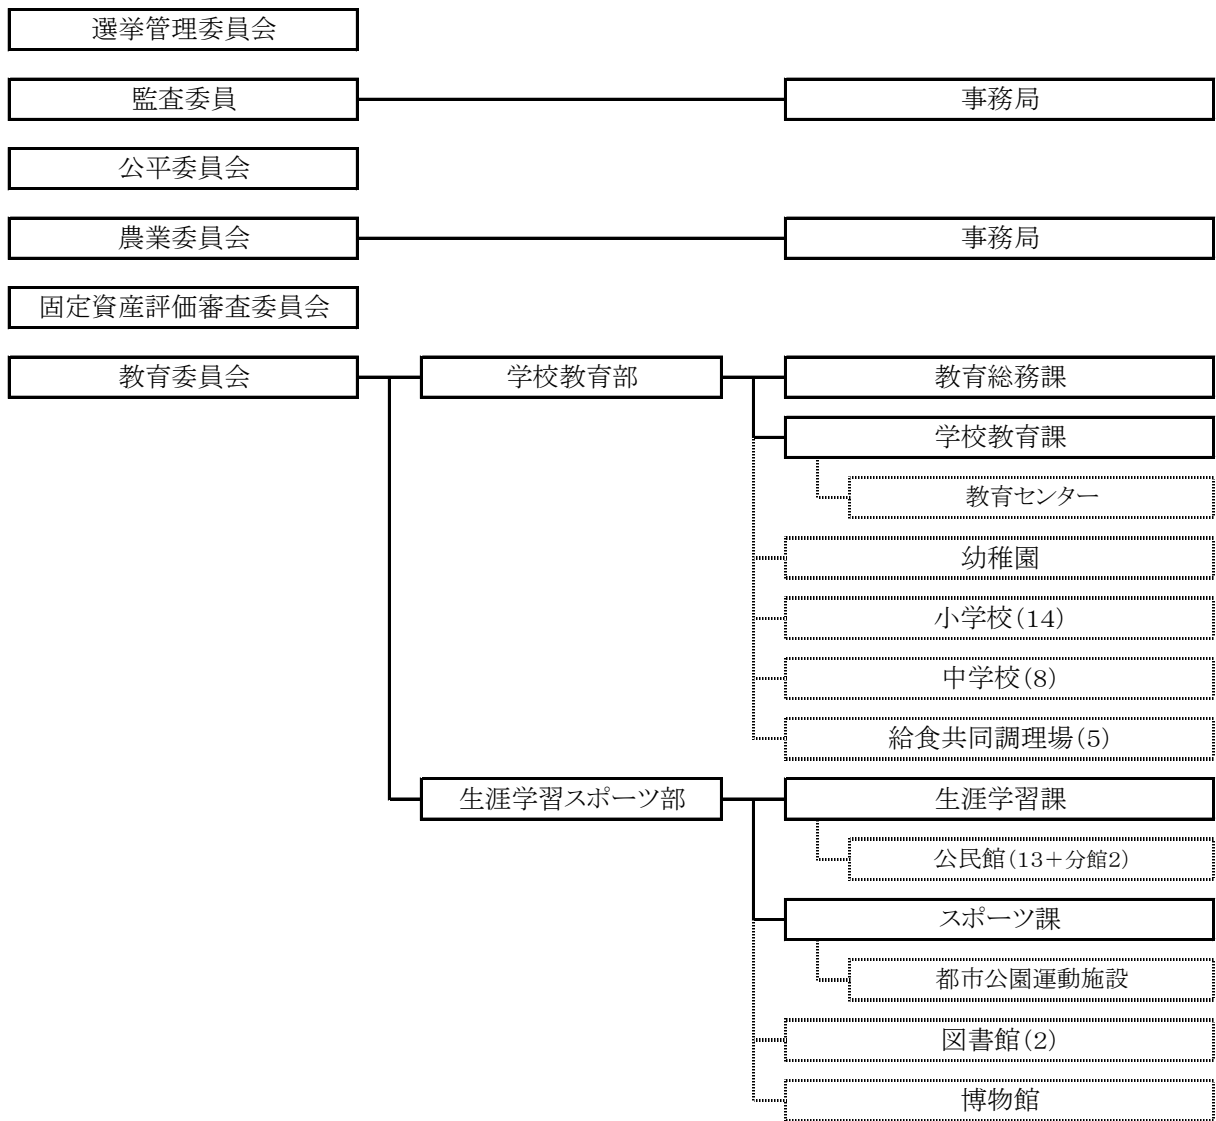 選挙管理委員会
監査委員
事務局
公平委員会
農業委員会
事務局
固定資産評価審査委員会
教育委員会
学校教育部
教育総務課
学校教育課
教育センター
幼稚園
小学校(14)
中学校(8)
給食共同調理場(5)
生涯学習スポーツ部
生涯学習課
公民館(13+分館2)
スポーツ課
都市公園運動施設
図書館(2)
博物館